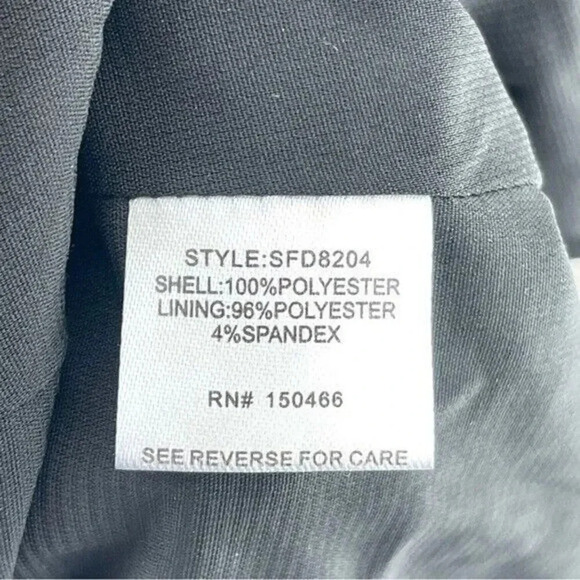 STYLE:SFD8204
SHELL:100%POLYESTER
LINING:96%POLYESTER
4%SPANDEX
RN# 150466
SEE REVERSE FOR CARE